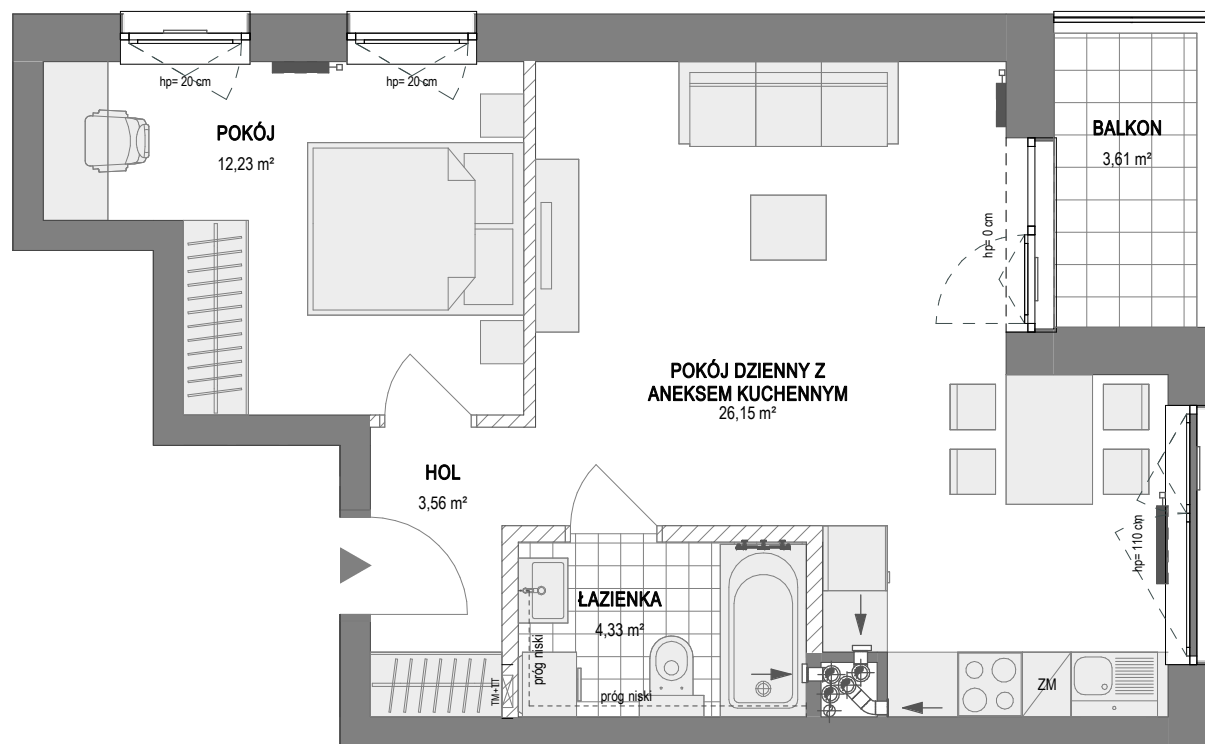 hp= 20 cm
hp= 20 cm
POKÓJ
12,23 m²
BALKON
3,61 m²
hp= 0 cm
POKÓJ DZIENNY Z
ANEKSEM KUCHENNYM
26,15 m²
HOL
3,56 m²
hp= 110 cm
ŁAZIENKA
4,33 m²
próg niski
próg niski
TM+TT
ZM